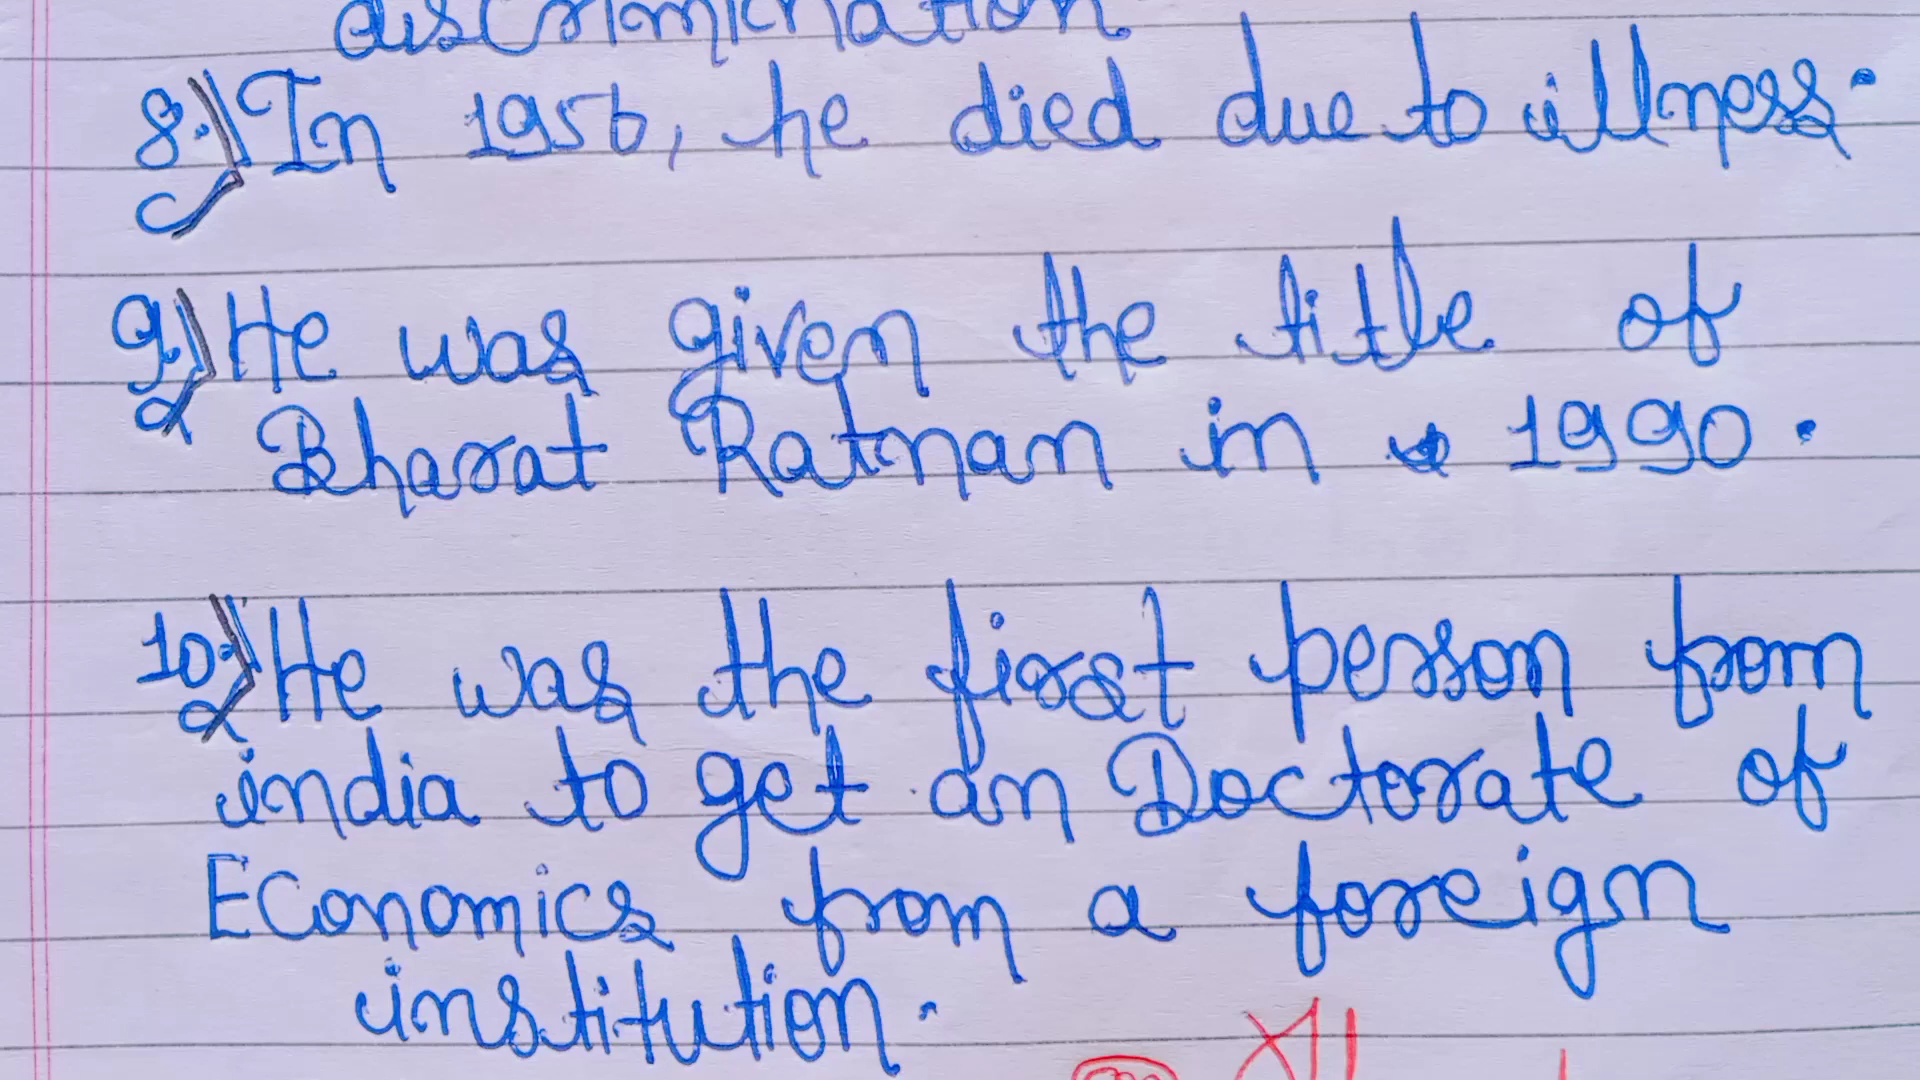 discrimination
8.) In 1956, he died due to illness.
9.) He was given the title of
Bharat Ratnan in 1990.
10.) He was the first person from
india to get an Doctorate of
Economics from a foreign
institution.